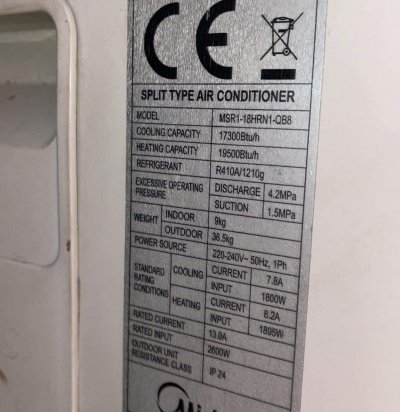 CE
SPLIT TYPE AIR CONDITIONER
MODEL MSR1-18HRN1-QB8
COOLING CAPACITY 17300Btu/h
HEATING CAPACITY 19500Btu/h
REFRIGERANT R410A/1210g
EXCESSIVE OPERATING PRESSURE DISCHARGE 4.2MPa
SUCTION 1.5MPa
WEIGHT INDOOR 9kg
OUTDOOR 36.5kg
POWER SOURCE 220-240V~ 50Hz, 1Ph
STANDARD RATING CONDITIONS COOLING CURRENT 7.8A
INPUT 1800W
HEATING CURRENT 8.2A
INPUT 1895W
RATED CURRENT 13.0A
RATED INPUT 2600W
OUTDOOR UNIT RESISTANCE CLASS IP 24